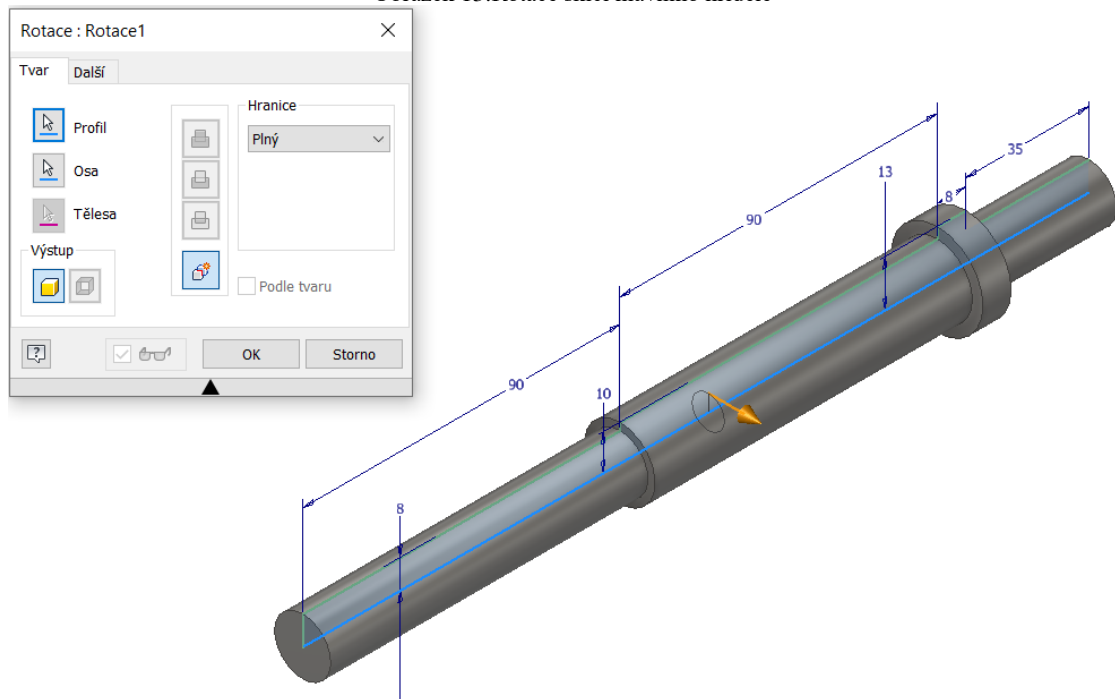 Rotace : Rotace1
Tvar Další
Profil
Osa
Tělesa
Výstup
Hranice
Plný
Podle tvaru
OK Storno
35
13
8
90
90
10
8